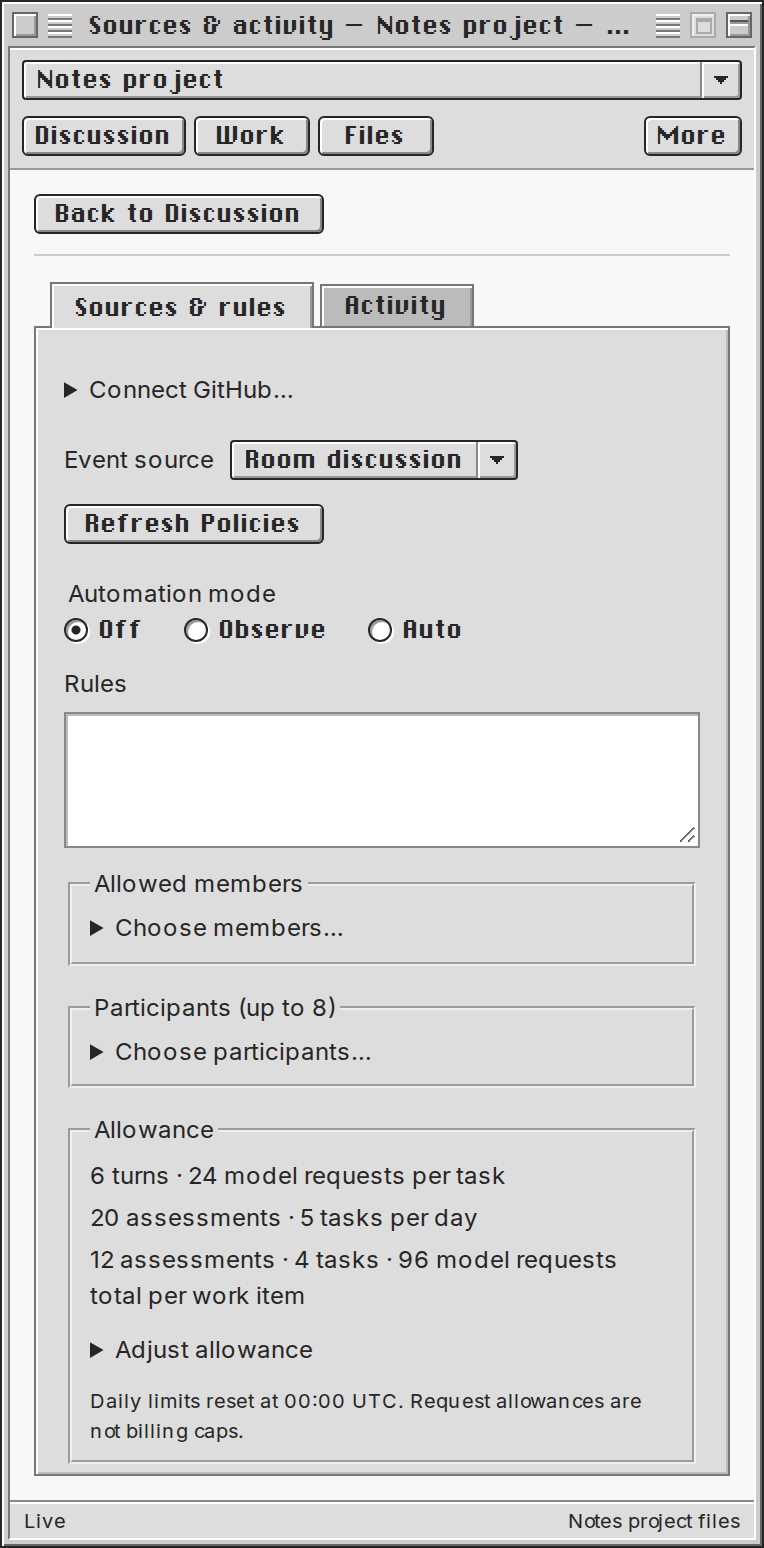 Sources & activity — Notes project — ...
Notes project
Discussion Work Files More
Back to Discussion
Sources & rules Activity
Connect GitHub...
Event source Room discussion
Refresh Policies
Automation mode
Off Observe Auto
Rules
Allowed members
Choose members...
Participants (up to 8)
Choose participants...
Allowance
6 turns · 24 model requests per task
20 assessments · 5 tasks per day
12 assessments · 4 tasks · 96 model requests
total per work item
Adjust allowance
Daily limits reset at 00:00 UTC. Request allowances are
not billing caps.
Live Notes project files